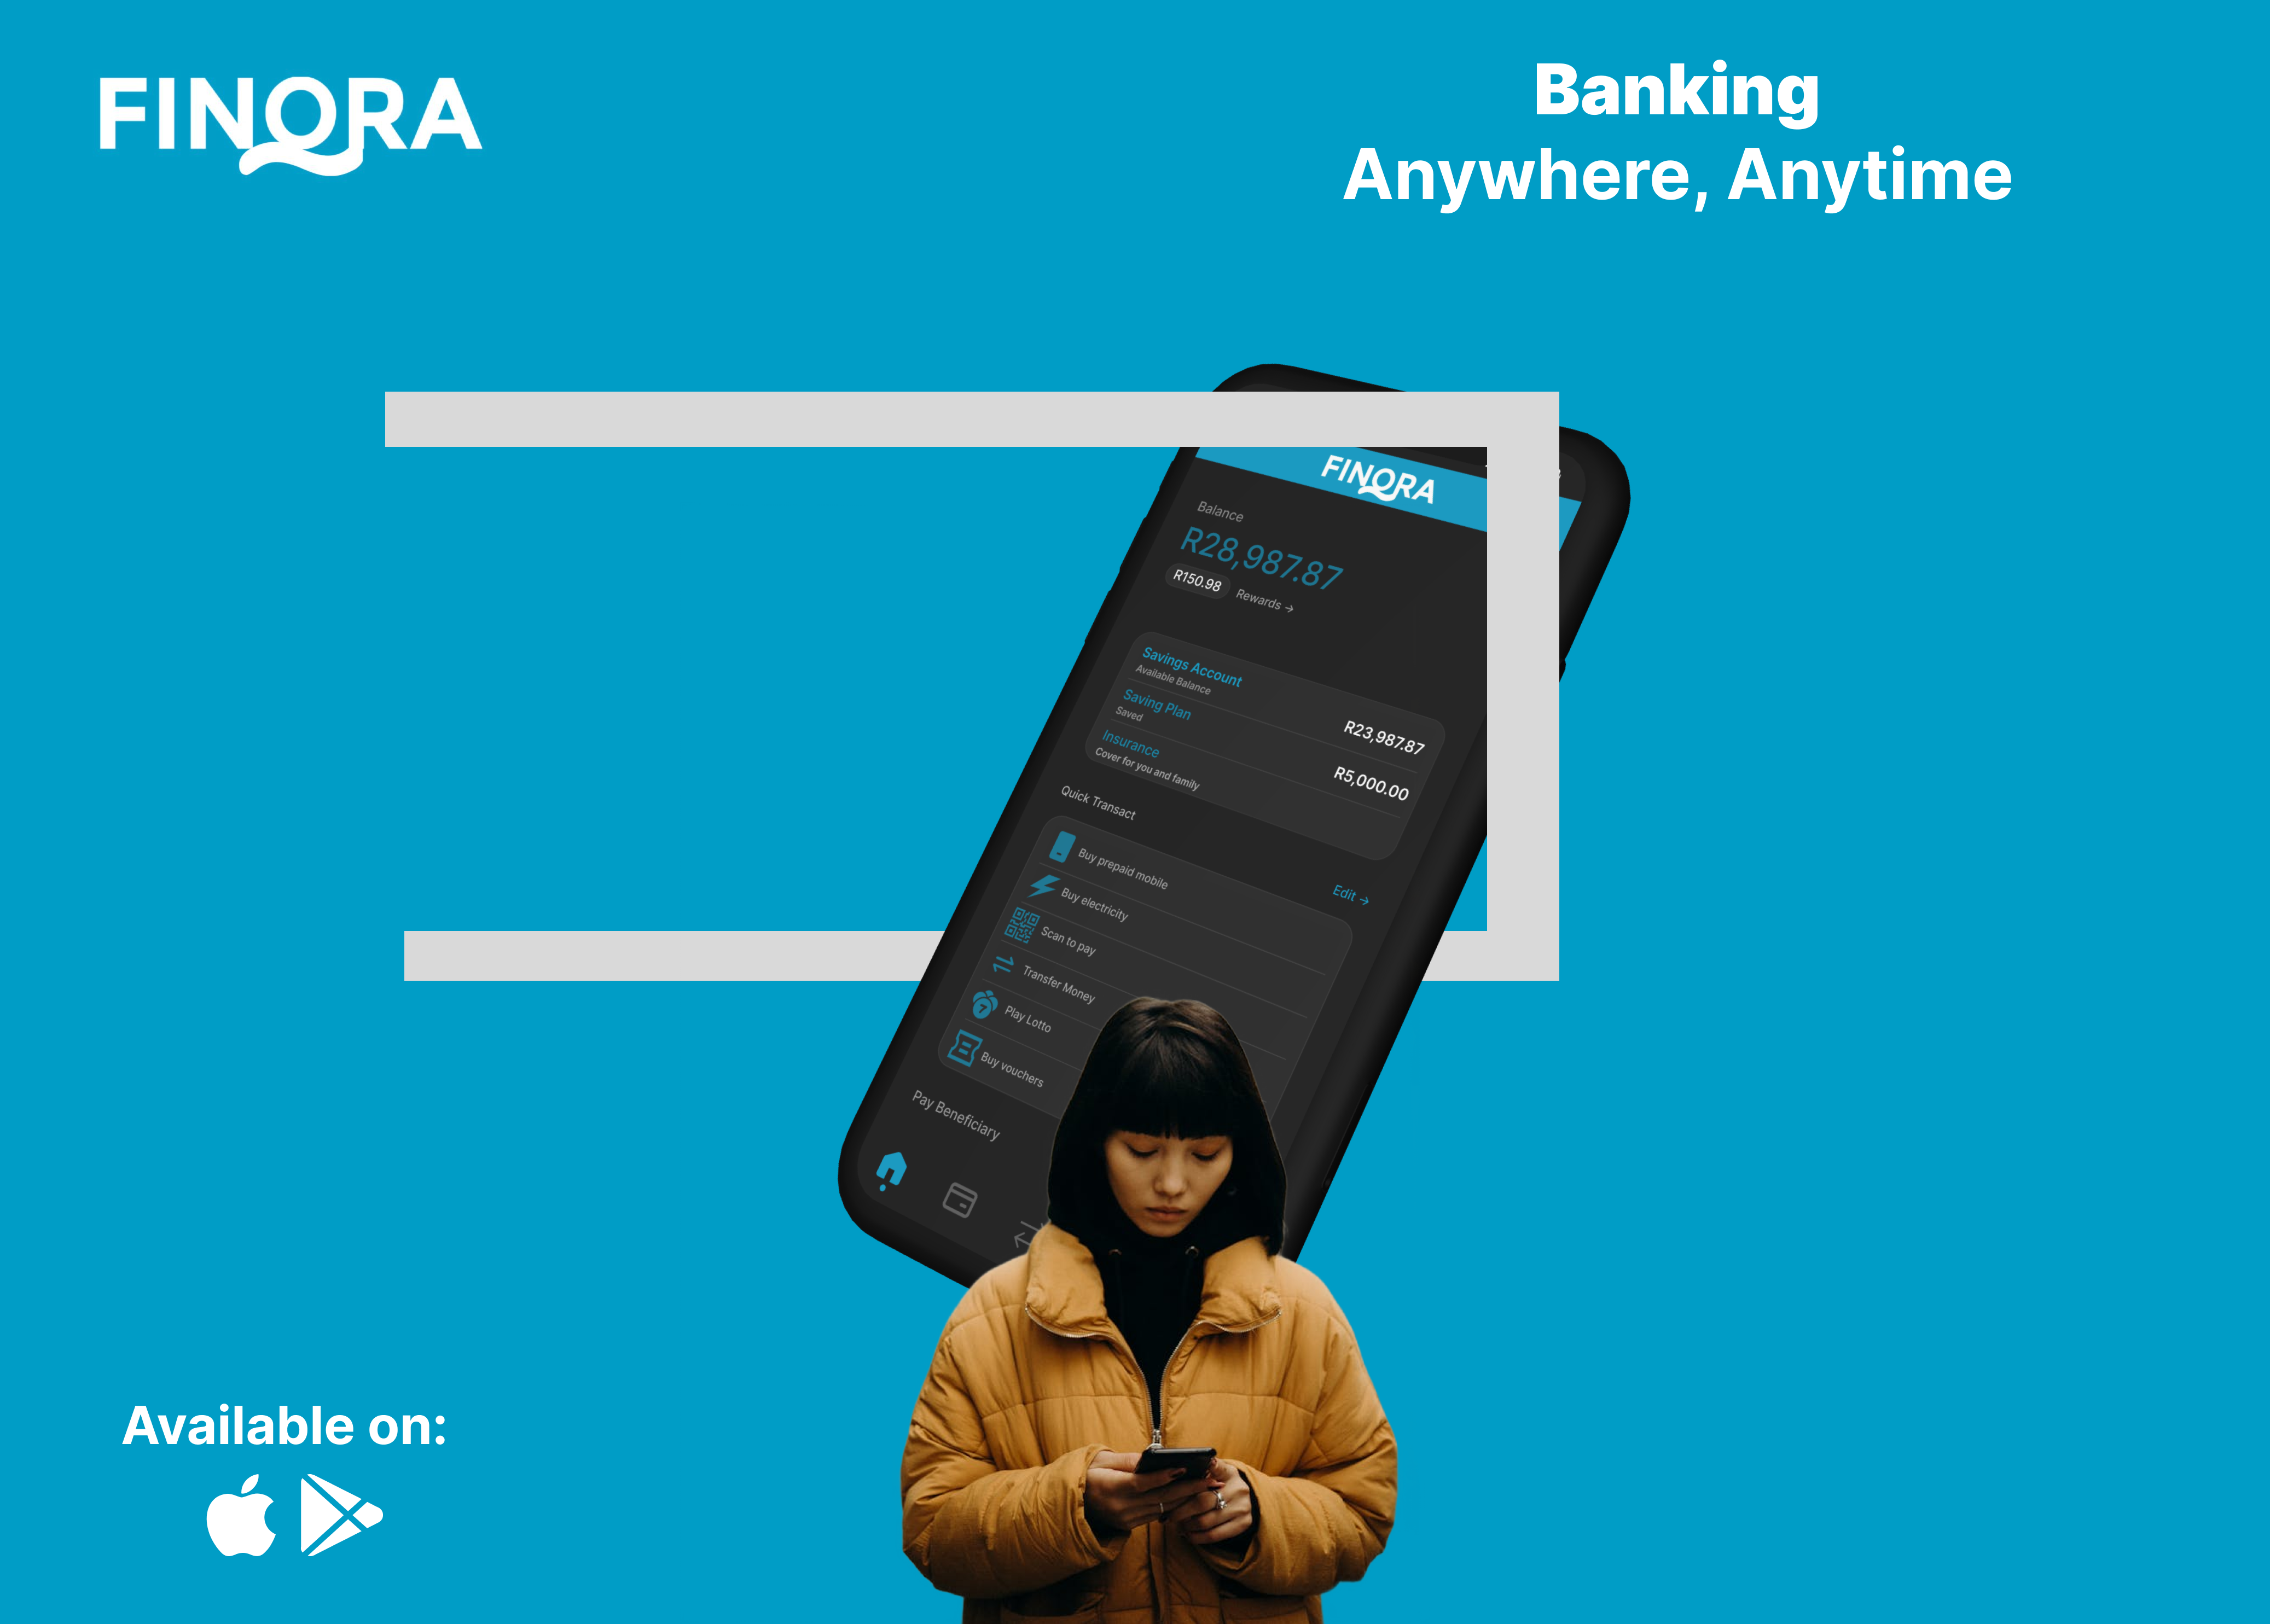 FINQRA
Banking
Anywhere, Anytime
FINQRA
Balance
R28,987.87
R150.98 Rewards →
Savings Account
Available Balance
R23,987.87
Saving Plan
Saved
R5,000.00
Insurance
Cover for you and family
Quick Transact
Edit →
Buy prepaid mobile
Buy electricity
Scan to pay
Transfer Money
Play Lotto
Buy vouchers
Pay Beneficiary
Available on: